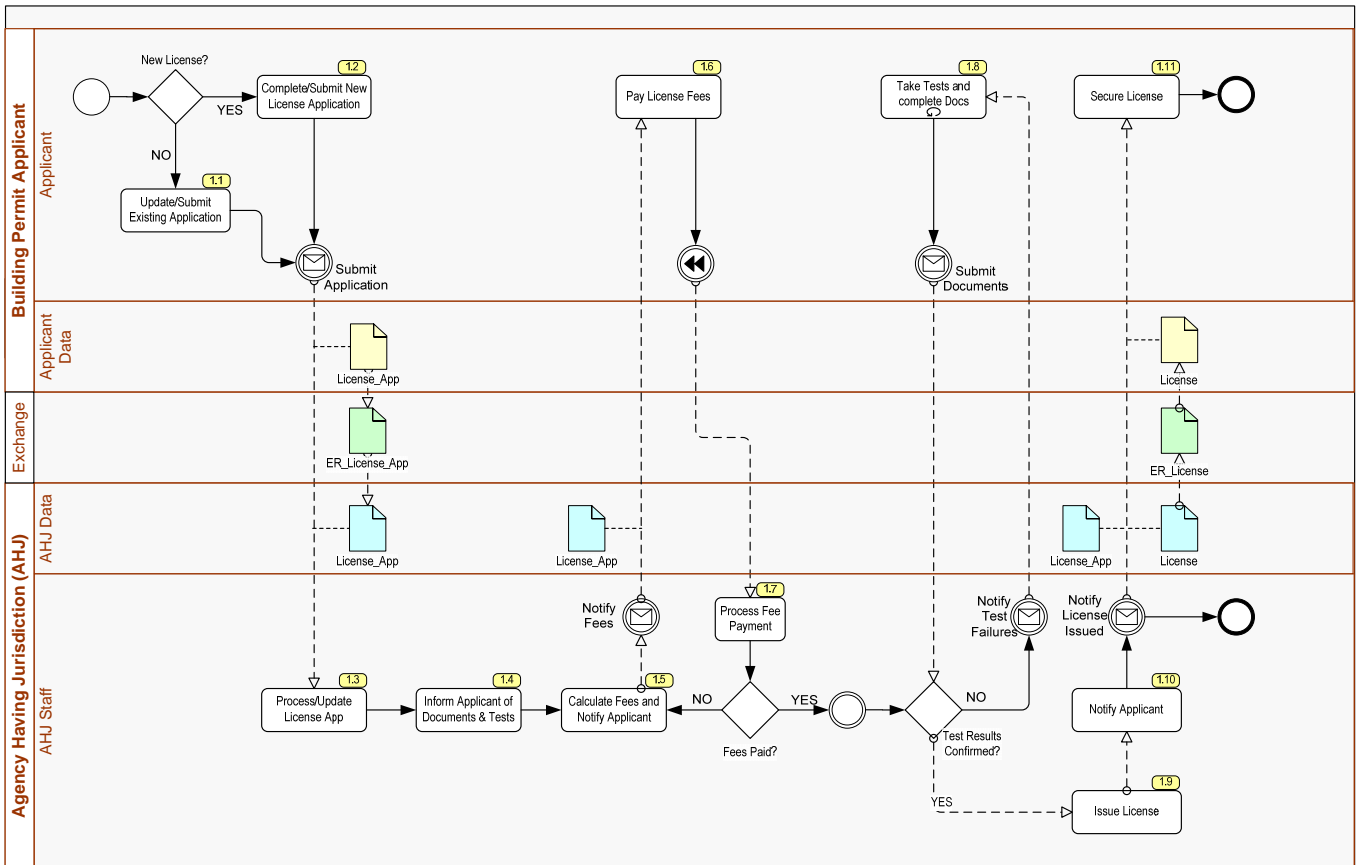 Building Permit Applicant
Applicant
New License?
YES
NO
1.2
Complete/Submit New
License Application
1.1
Update/Submit
Existing Application
Submit
Application
1.6
Pay License Fees
1.8
Take Tests and
complete Docs
Submit
Documents
1.11
Secure License
Applicant
Data
License_App
License
Exchange
ER_License_App
ER_License
Agency Having Jurisdiction (AHJ)
AHJ Data
License_App
License_App
License_App
License
AHJ Staff
Notify
Fees
1.7
Process Fee
Payment
Notify
Test
Failures
Notify
License
Issued
1.3
Process/Update
License App
1.4
Inform Applicant of
Documents & Tests
1.5
Calculate Fees and
Notify Applicant
NO
YES
Fees Paid?
NO
Test Results
Confirmed?
YES
1.10
Notify Applicant
1.9
Issue License